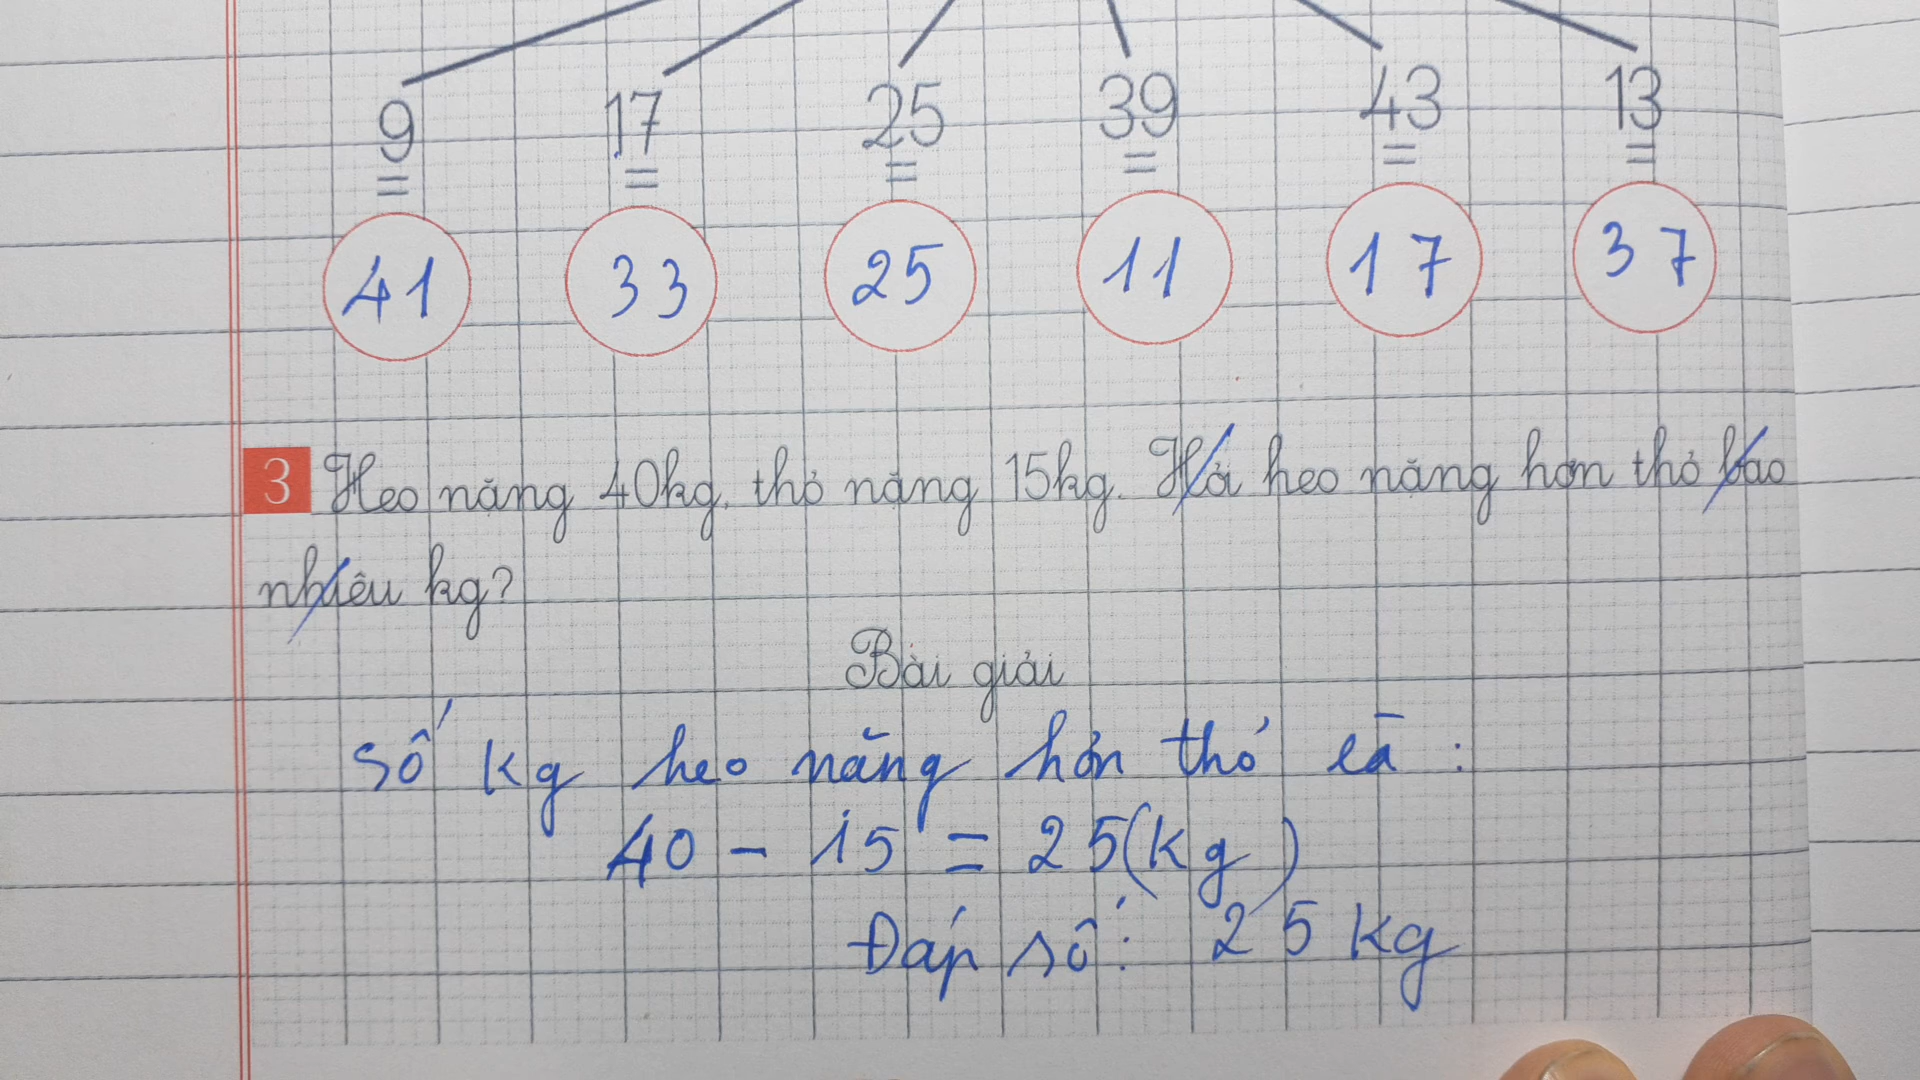 9 17 25 39 43 13
= = = = = =
41 33 25 11 17 37
3 Heo nặng 40kg, thỏ nặng 15kg. Hỏi heo nặng hơn thỏ bao
nhiêu kg?
Bài giải
Số kg heo nặng hơn thỏ là :
40 - 15 = 25(kg)
Đáp số: 25 kg